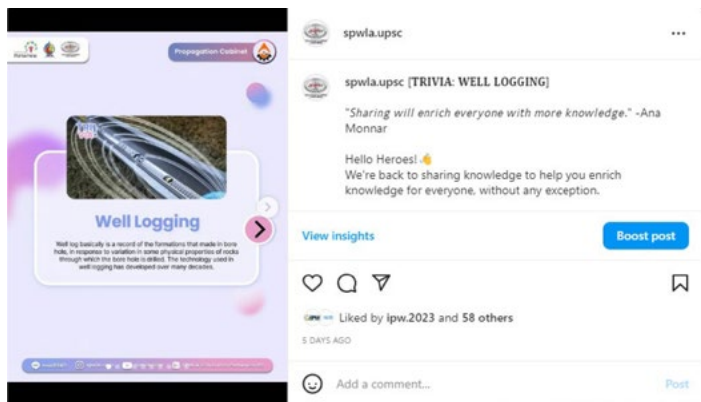 Pertamina
Propagation Cabinet
Well Logging
Well log basically is a record of the formations that made in bore
hole, in response to variation in some physical properties of rocks
through which the bore hole is drilled. The technology used in
well logging has developed over many decades.
spwla.upsc
spwla.upsc [TRIVIA: WELL LOGGING]
"Sharing will enrich everyone with more knowledge." -Ana
Monnar
Hello Heroes!
We're back to sharing knowledge to help you enrich
knowledge for everyone, without any exception.
View insights
Boost post
Liked by ipw.2023 and 58 others
5 DAYS AGO
Add a comment...
Post